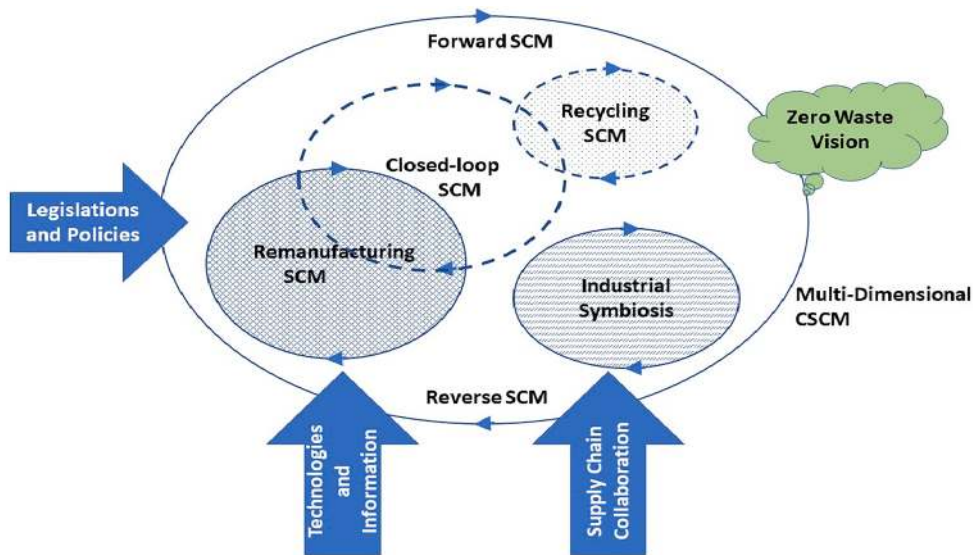 Forward SCM
Recycling
SCM
Zero Waste
Vision
Closed-loop
SCM
Legislations
and Policies
Remanufacturing
SCM
Industrial
Symbiosis
Multi-Dimensional
CSCM
Reverse SCM
Technologies
and
Information
Supply Chain
Collaboration